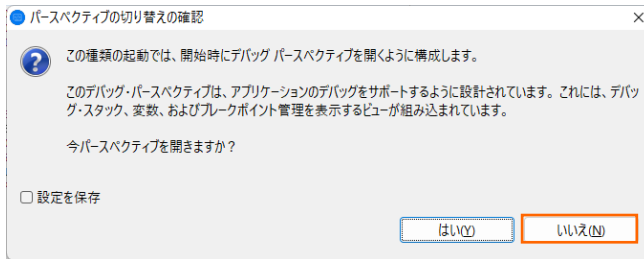 パースペクティブの切り替えの確認
この種類の起動では、開始時にデバッグ パースペクティブを開くように構成します。
このデバッグ・パースペクティブは、アプリケーションのデバッグをサポートするように設計されています。これには、デバッ
グ・スタック、変数、およびブレークポイント管理を表示するビューが組み込まれています。
今パースペクティブを開きますか？
設定を保存
はい(Y) いいえ(N)